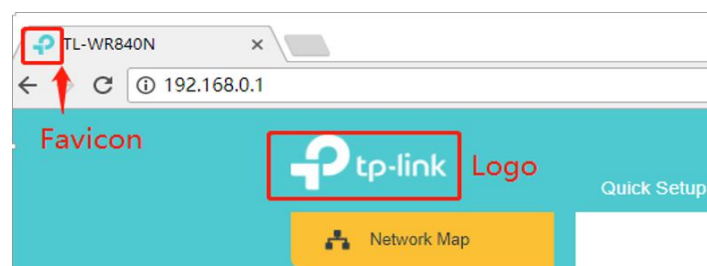 TL-WR840N
192.168.0.1
Favicon
tp-link
Logo
Quick Setup
Network Map